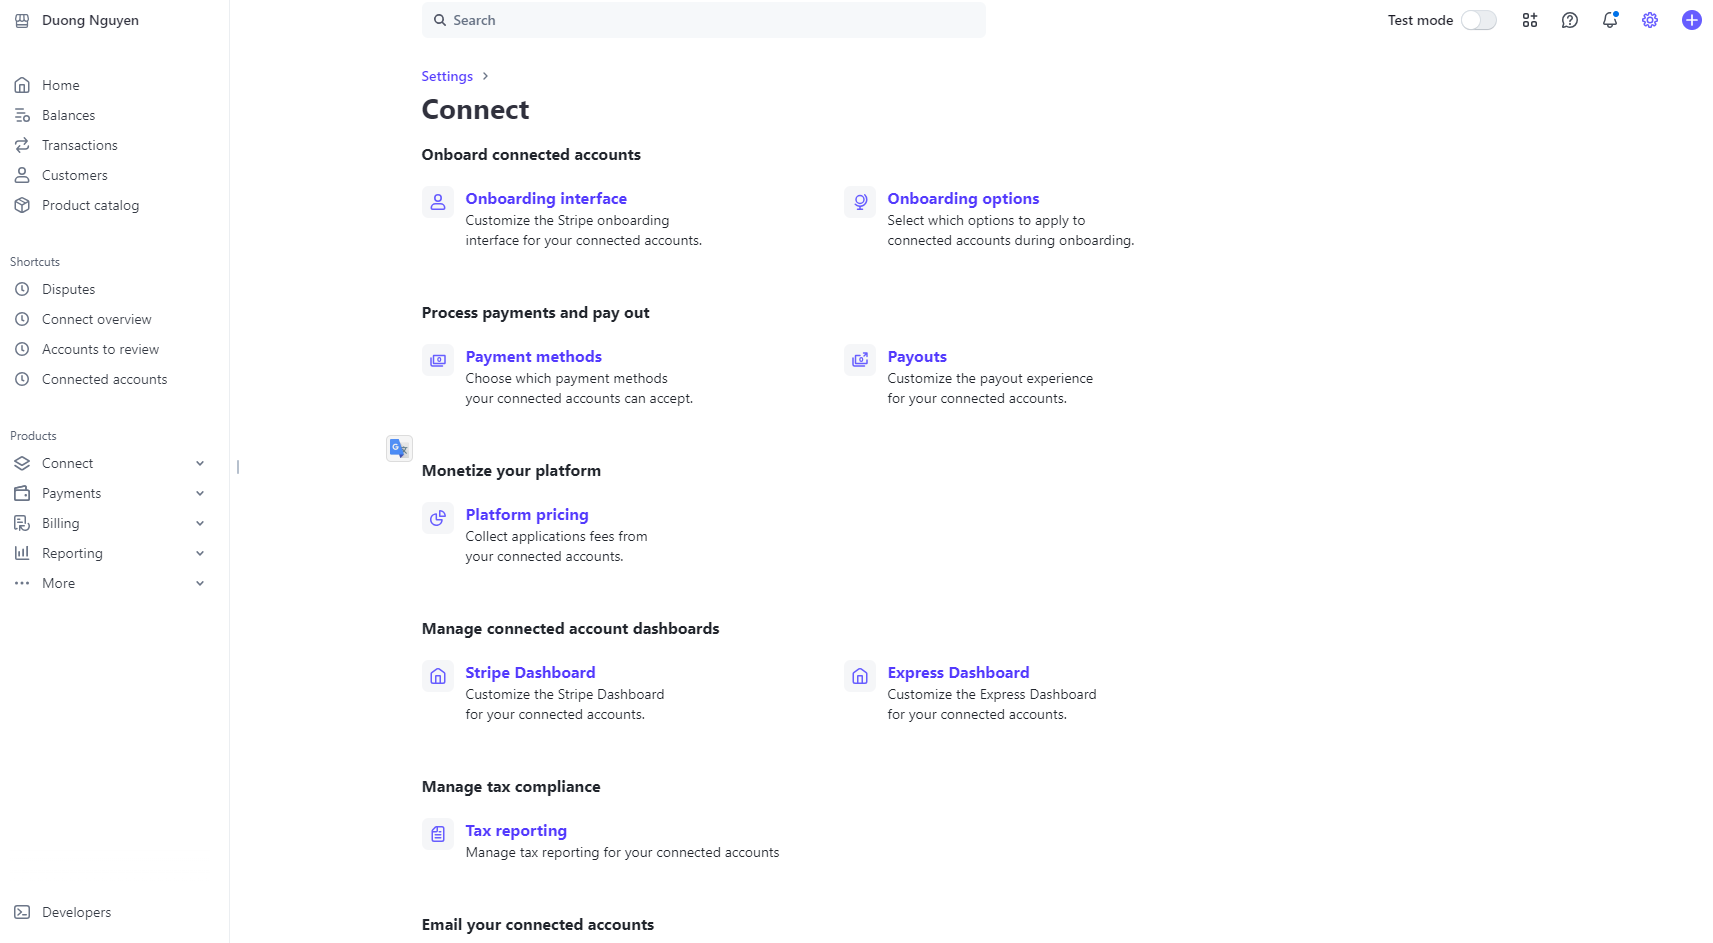 Duong Nguyen
Search
Test mode
Home
Balances
Transactions
Customers
Product catalog
Shortcuts
Disputes
Connect overview
Accounts to review
Connected accounts
Products
Connect
Payments
Billing
Reporting
More
Developers
Settings
Connect
Onboard connected accounts
Onboarding interface
Customize the Stripe onboarding
interface for your connected accounts.
Onboarding options
Select which options to apply to
connected accounts during onboarding.
Process payments and pay out
Payment methods
Choose which payment methods
your connected accounts can accept.
Payouts
Customize the payout experience
for your connected accounts.
Monetize your platform
Platform pricing
Collect applications fees from
your connected accounts.
Manage connected account dashboards
Stripe Dashboard
Customize the Stripe Dashboard
for your connected accounts.
Express Dashboard
Customize the Express Dashboard
for your connected accounts.
Manage tax compliance
Tax reporting
Manage tax reporting for your connected accounts
Email your connected accounts